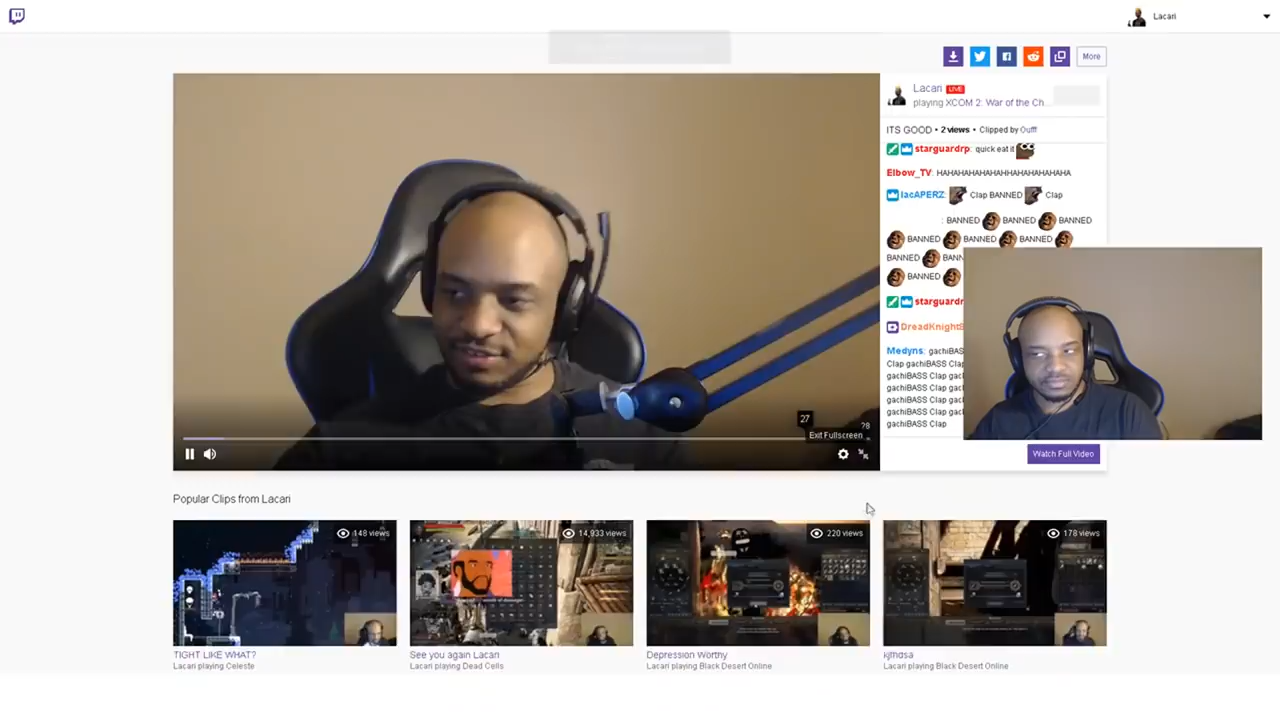 Lacari
More
Lacari LIVE
playing XCOM 2: War of the Ch...
ITS GOOD • 2 views • Clipped by Oufff
starguardrp: quick eat it
Elbow_TV: HAHAHAHAHAHAHHAHAHAHAHAHA
lacAPERZ: Clap BANNED Clap
: BANNED BANNED BANNED
BANNED BANNED BANNED
BANNED
BANNED
starguardr
DreadKnight
Medyns: gachiBAS
Clap gachiBASS Clap
gachiBASS Clap gac
gachiBASS Clap gac
gachiBASS Clap gac
gachiBASS Clap gac
gachiBASS Clap
27
Exit Fullscreen
Watch Full Video
Popular Clips from Lacari
148 views
14,933 views
220 views
178 views
TIGHT LIKE WHAT?
Lacari playing Celeste
See you again Lacari
Lacari playing Dead Cells
Depression Worthy
Lacari playing Black Desert Online
kjfhdsa
Lacari playing Black Desert Online